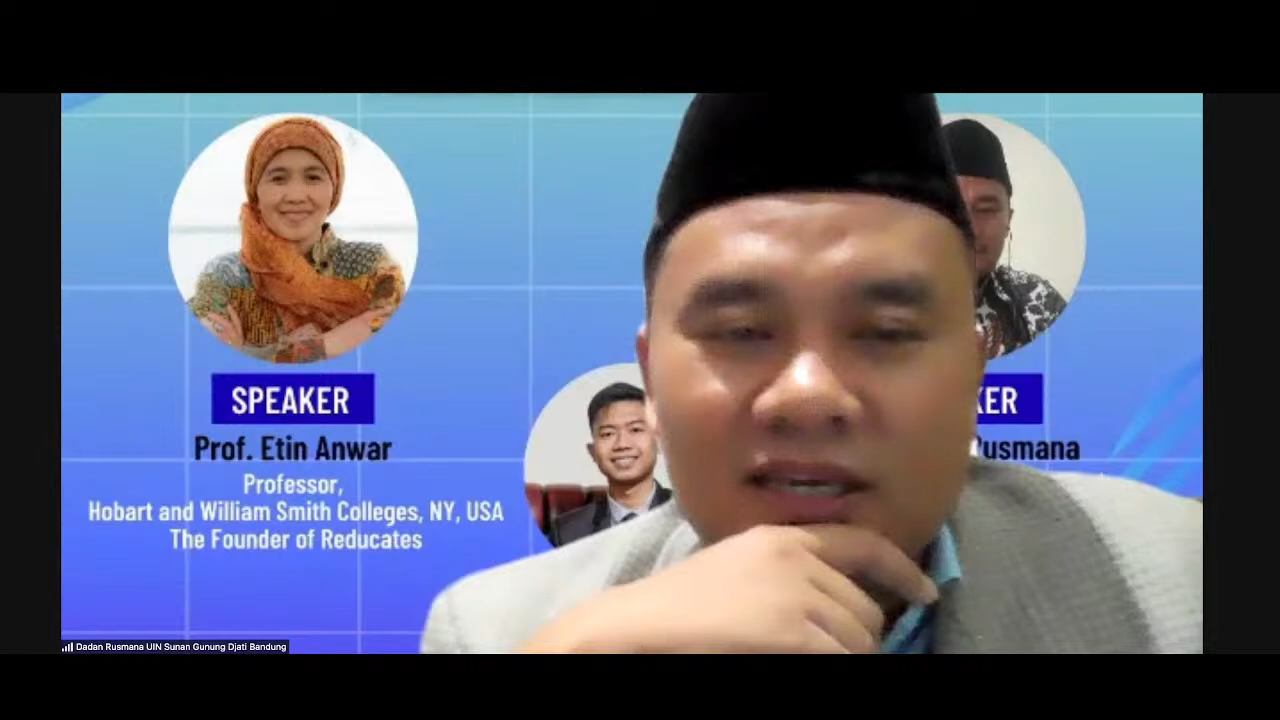 SPEAKER
Prof. Etin Anwar
Professor,
Hobart and William Smith Colleges, NY, USA
The Founder of Reducates
KER
Rusmana
Dadan Rusmana UIN Sunan Gunung Djati Bandung